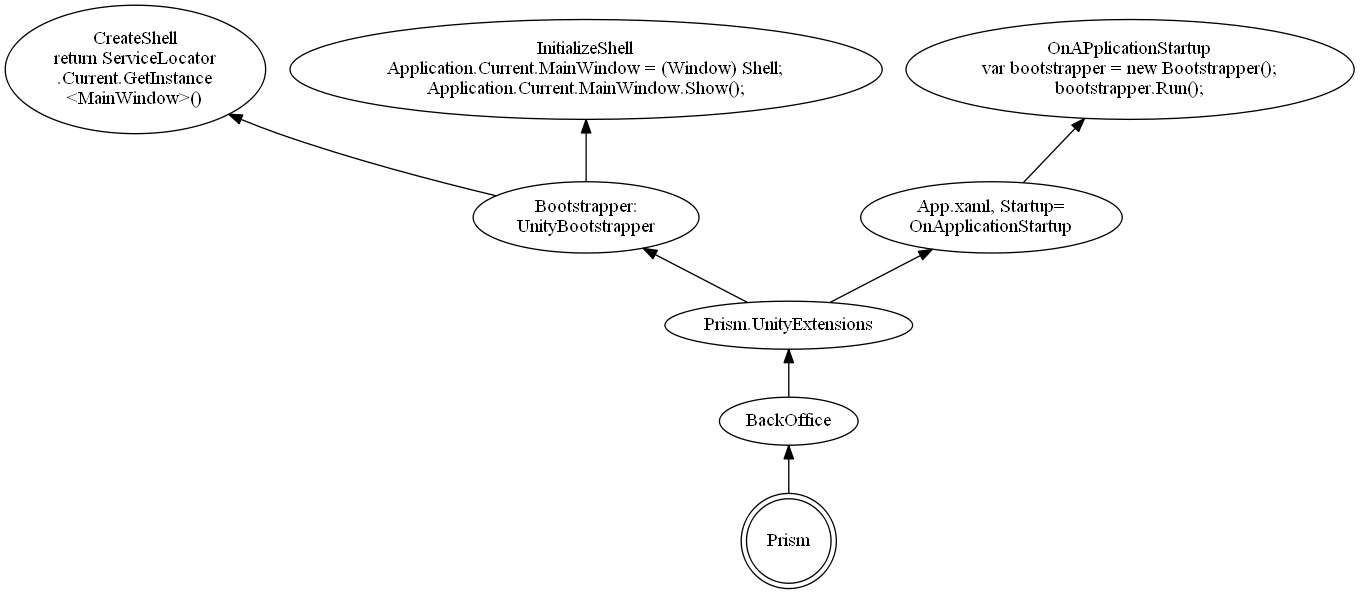 CreateShell
return ServiceLocator
.Current.GetInstance
<MainWindow>()
InitializeShell
Application.Current.MainWindow = (Window) Shell;
Application.Current.MainWindow.Show();
OnAPplicationStartup
var bootstrapper = new Bootstrapper();
bootstrapper.Run();
Bootstrapper:
UnityBootstrapper
App.xaml, Startup=
OnApplicationStartup
Prism.UnityExtensions
BackOffice
Prism